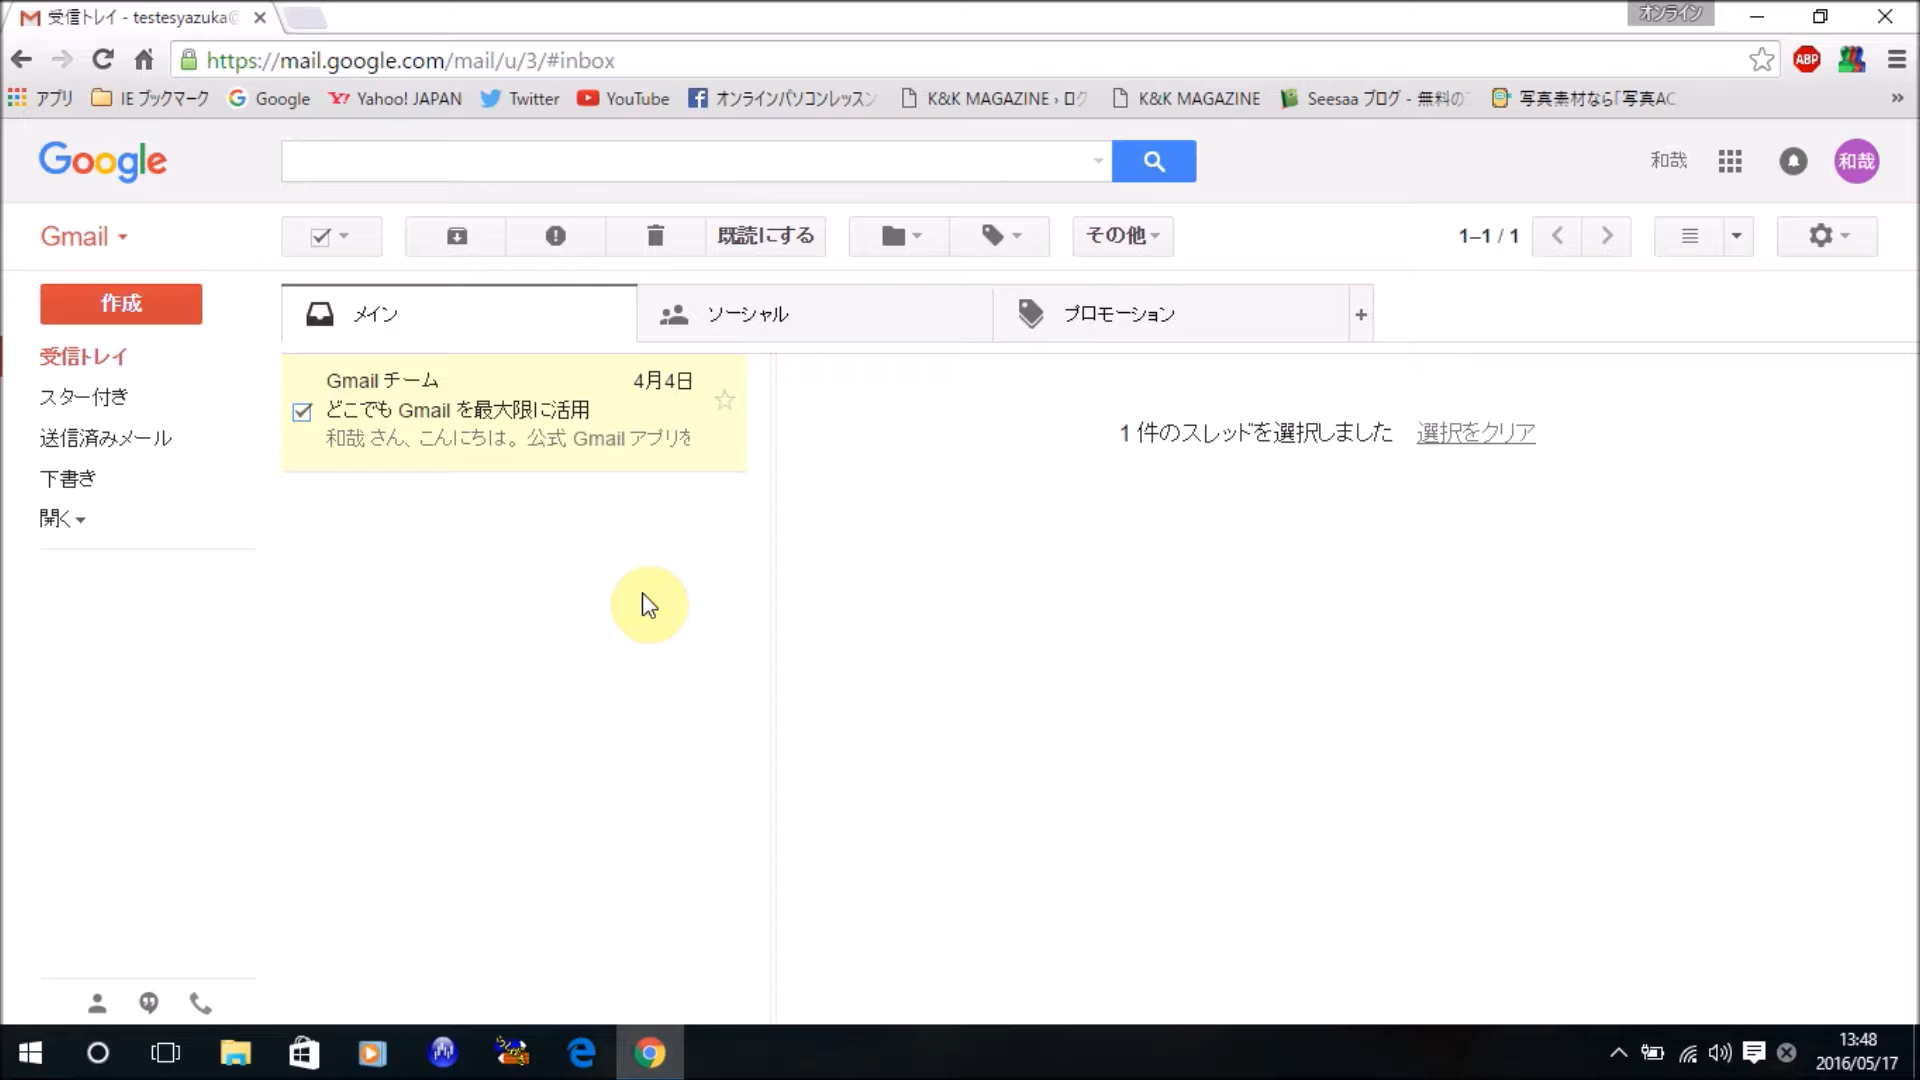 受信トレイ - testesyazuka@
オンライン
https://mail.google.com/mail/u/3/#inbox
ABP
アプリ IE ブックマーク Google Yahoo! JAPAN Twitter YouTube オンラインパソコンレッスン K&K MAGAZINE › ログ K&K MAGAZINE Seesaa ブログ - 無料の 写真素材なら「写真AC »
Google
和哉 和哉
Gmail
既読にする その他 1–1 / 1
作成
メイン ソーシャル プロモーション +
受信トレイ
スター付き
送信済みメール
下書き
開く
Gmail チーム 4月4日
どこでも Gmail を最大限に活用
和哉 さん、こんにちは。 公式 Gmail アプリを
1 件のスレッドを選択しました 選択をクリア
13:48
2016/05/17